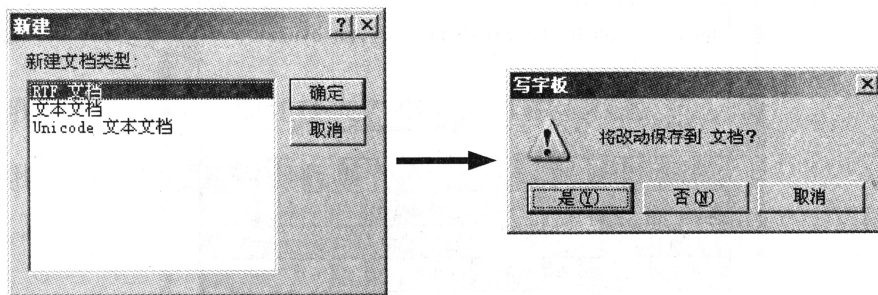 新建
新建文档类型:
RTF 文档
文本文档
Unicode 文本文档
确定
取消
写字板
将改动保存到 文档?
是(Y)
否(N)
取消